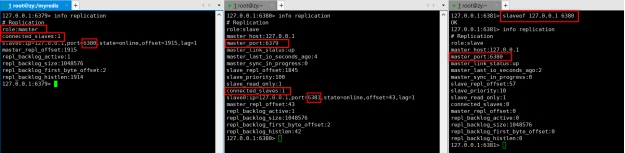 1 root@zy:/myredis
127.0.0.1:6379> info replication
# Replication
role:master
connected_slaves:1
slave0:ip=127.0.0.1,port=6380,state=online,offset=1915,lag=1
master_repl_offset:1915
repl_backlog_active:1
repl_backlog_size:1048576
repl_backlog_first_byte_offset:2
repl_backlog_histlen:1914
127.0.0.1:6379>
1 root@zy:~
127.0.0.1:6380> info replication
# Replication
role:slave
master_host:127.0.0.1
master_port:6379
master_link_status:up
master_last_io_seconds_ago:4
master_sync_in_progress:0
slave_repl_offset:1845
slave_priority:100
slave_read_only:1
connected_slaves:1
slave0:ip=127.0.0.1,port=6381,state=online,offset=43,lag=1
master_repl_offset:43
repl_backlog_active:1
repl_backlog_size:1048576
repl_backlog_first_byte_offset:2
repl_backlog_histlen:42
127.0.0.1:6380>
1 root@zy:~
127.0.0.1:6381> slaveof 127.0.0.1 6380
OK
127.0.0.1:6381> info replication
# Replication
role:slave
master_host:127.0.0.1
master_port:6380
master_link_status:up
master_last_io_seconds_ago:2
master_sync_in_progress:0
slave_repl_offset:57
slave_priority:10
slave_read_only:1
connected_slaves:0
master_repl_offset:0
repl_backlog_active:0
repl_backlog_size:1048576
repl_backlog_first_byte_offset:0
repl_backlog_histlen:0
127.0.0.1:6381>